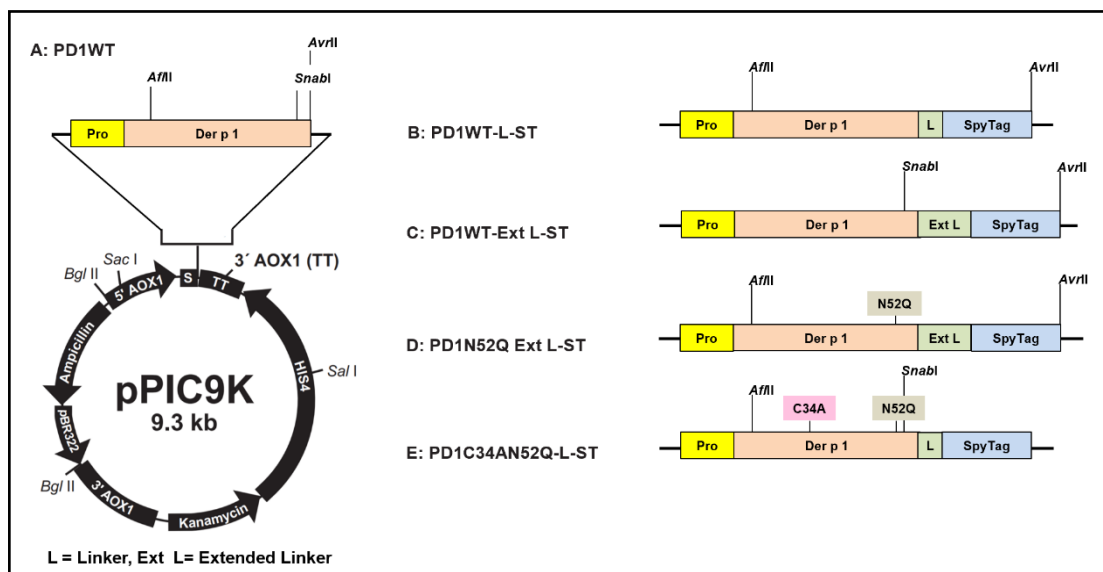 A: PD1WT
AvrII
AflII
SnabI
Pro
Der p 1
3´ AOX1 (TT)
Sac I
Bgl II
5' AOX1
S
TT
Ampicillin
HIS4
Sal I
pPIC9K
9.3 kb
pBR322
Bgl II
3'AOX1
Kanamycin
L = Linker, Ext L= Extended Linker
AflII
AvrII
B: PD1WT-L-ST
Pro
Der p 1
L
SpyTag
SnabI
AvrII
C: PD1WT-Ext L-ST
Pro
Der p 1
Ext L
SpyTag
AflII
AvrII
N52Q
D: PD1N52Q Ext L-ST
Pro
Der p 1
Ext L
SpyTag
SnabI
AflII
C34A
N52Q
E: PD1C34AN52Q-L-ST
Pro
Der p 1
L
SpyTag